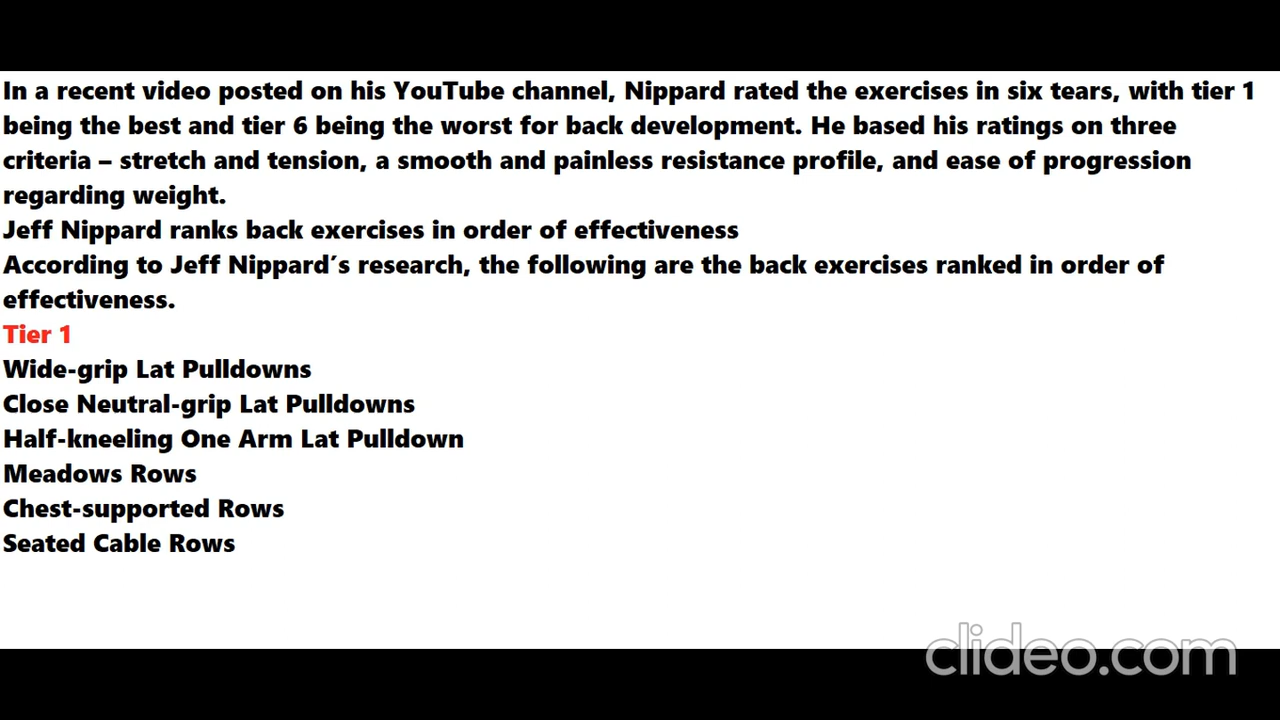 In a recent video posted on his YouTube channel, Nippard rated the exercises in six tears, with tier 1
being the best and tier 6 being the worst for back development. He based his ratings on three
criteria – stretch and tension, a smooth and painless resistance profile, and ease of progression
regarding weight.
Jeff Nippard ranks back exercises in order of effectiveness
According to Jeff Nippard´s research, the following are the back exercises ranked in order of
effectiveness.
Tier 1
Wide-grip Lat Pulldowns
Close Neutral-grip Lat Pulldowns
Half-kneeling One Arm Lat Pulldown
Meadows Rows
Chest-supported Rows
Seated Cable Rows
clideo.com